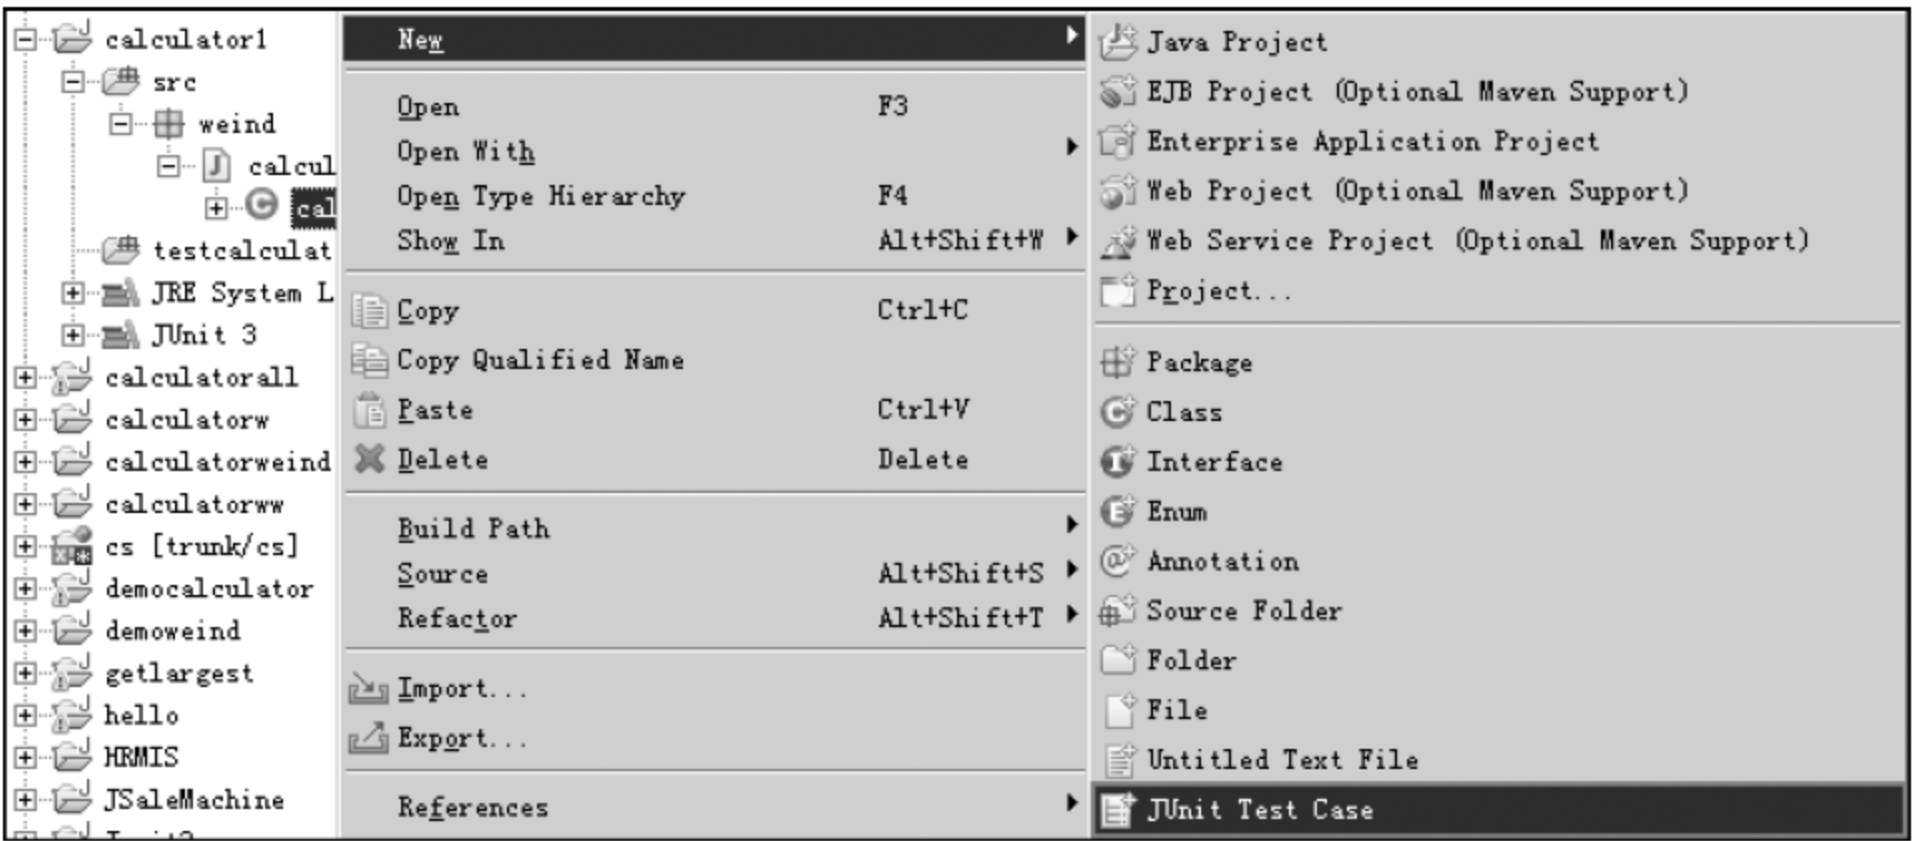 calculator1
src
weind
calcul
cal
testcalculat
JRE System L
JUnit 3
calculatorall
calculatorw
calculatorweind
calculatorww
cs [trunk/cs]
democalculator
demoweind
getlargest
hello
HRMIS
JSaleMachine
New
Open F3
Open With
Open Type Hierarchy F4
Show In Alt+Shift+W
Copy Ctrl+C
Copy Qualified Name
Paste Ctrl+V
Delete Delete
Build Path
Source Alt+Shift+S
Refactor Alt+Shift+T
Import...
Export...
References
Java Project
EJB Project (Optional Maven Support)
Enterprise Application Project
Web Project (Optional Maven Support)
Web Service Project (Optional Maven Support)
Project...
Package
Class
Interface
Enum
Annotation
Source Folder
Folder
File
Untitled Text File
JUnit Test Case